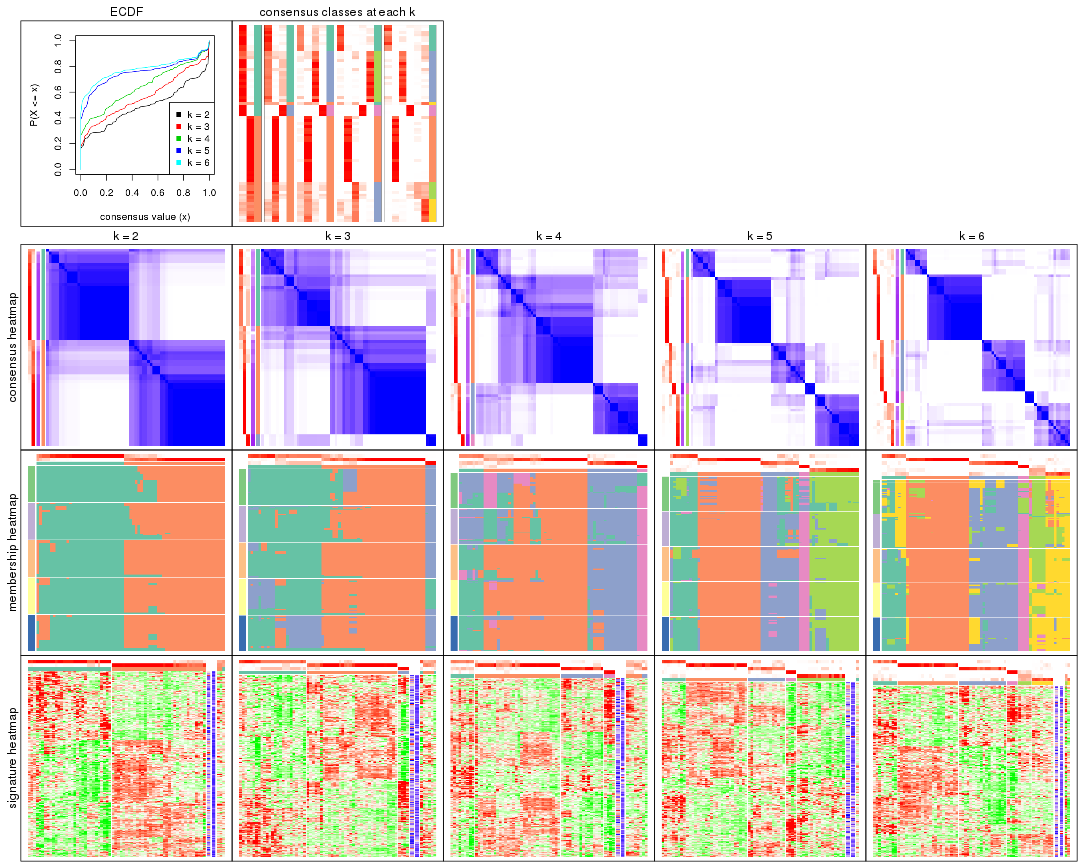 ECDF
consensus classes at each k
P(X <= x)
0.0 0.2 0.4 0.6 0.8 1.0
k = 2
k = 3
k = 4
k = 5
k = 6
0.0 0.2 0.4 0.6 0.8 1.0
consensus value (x)
k = 2 k = 3 k = 4 k = 5 k = 6
consensus heatmap
membership heatmap
signature heatmap